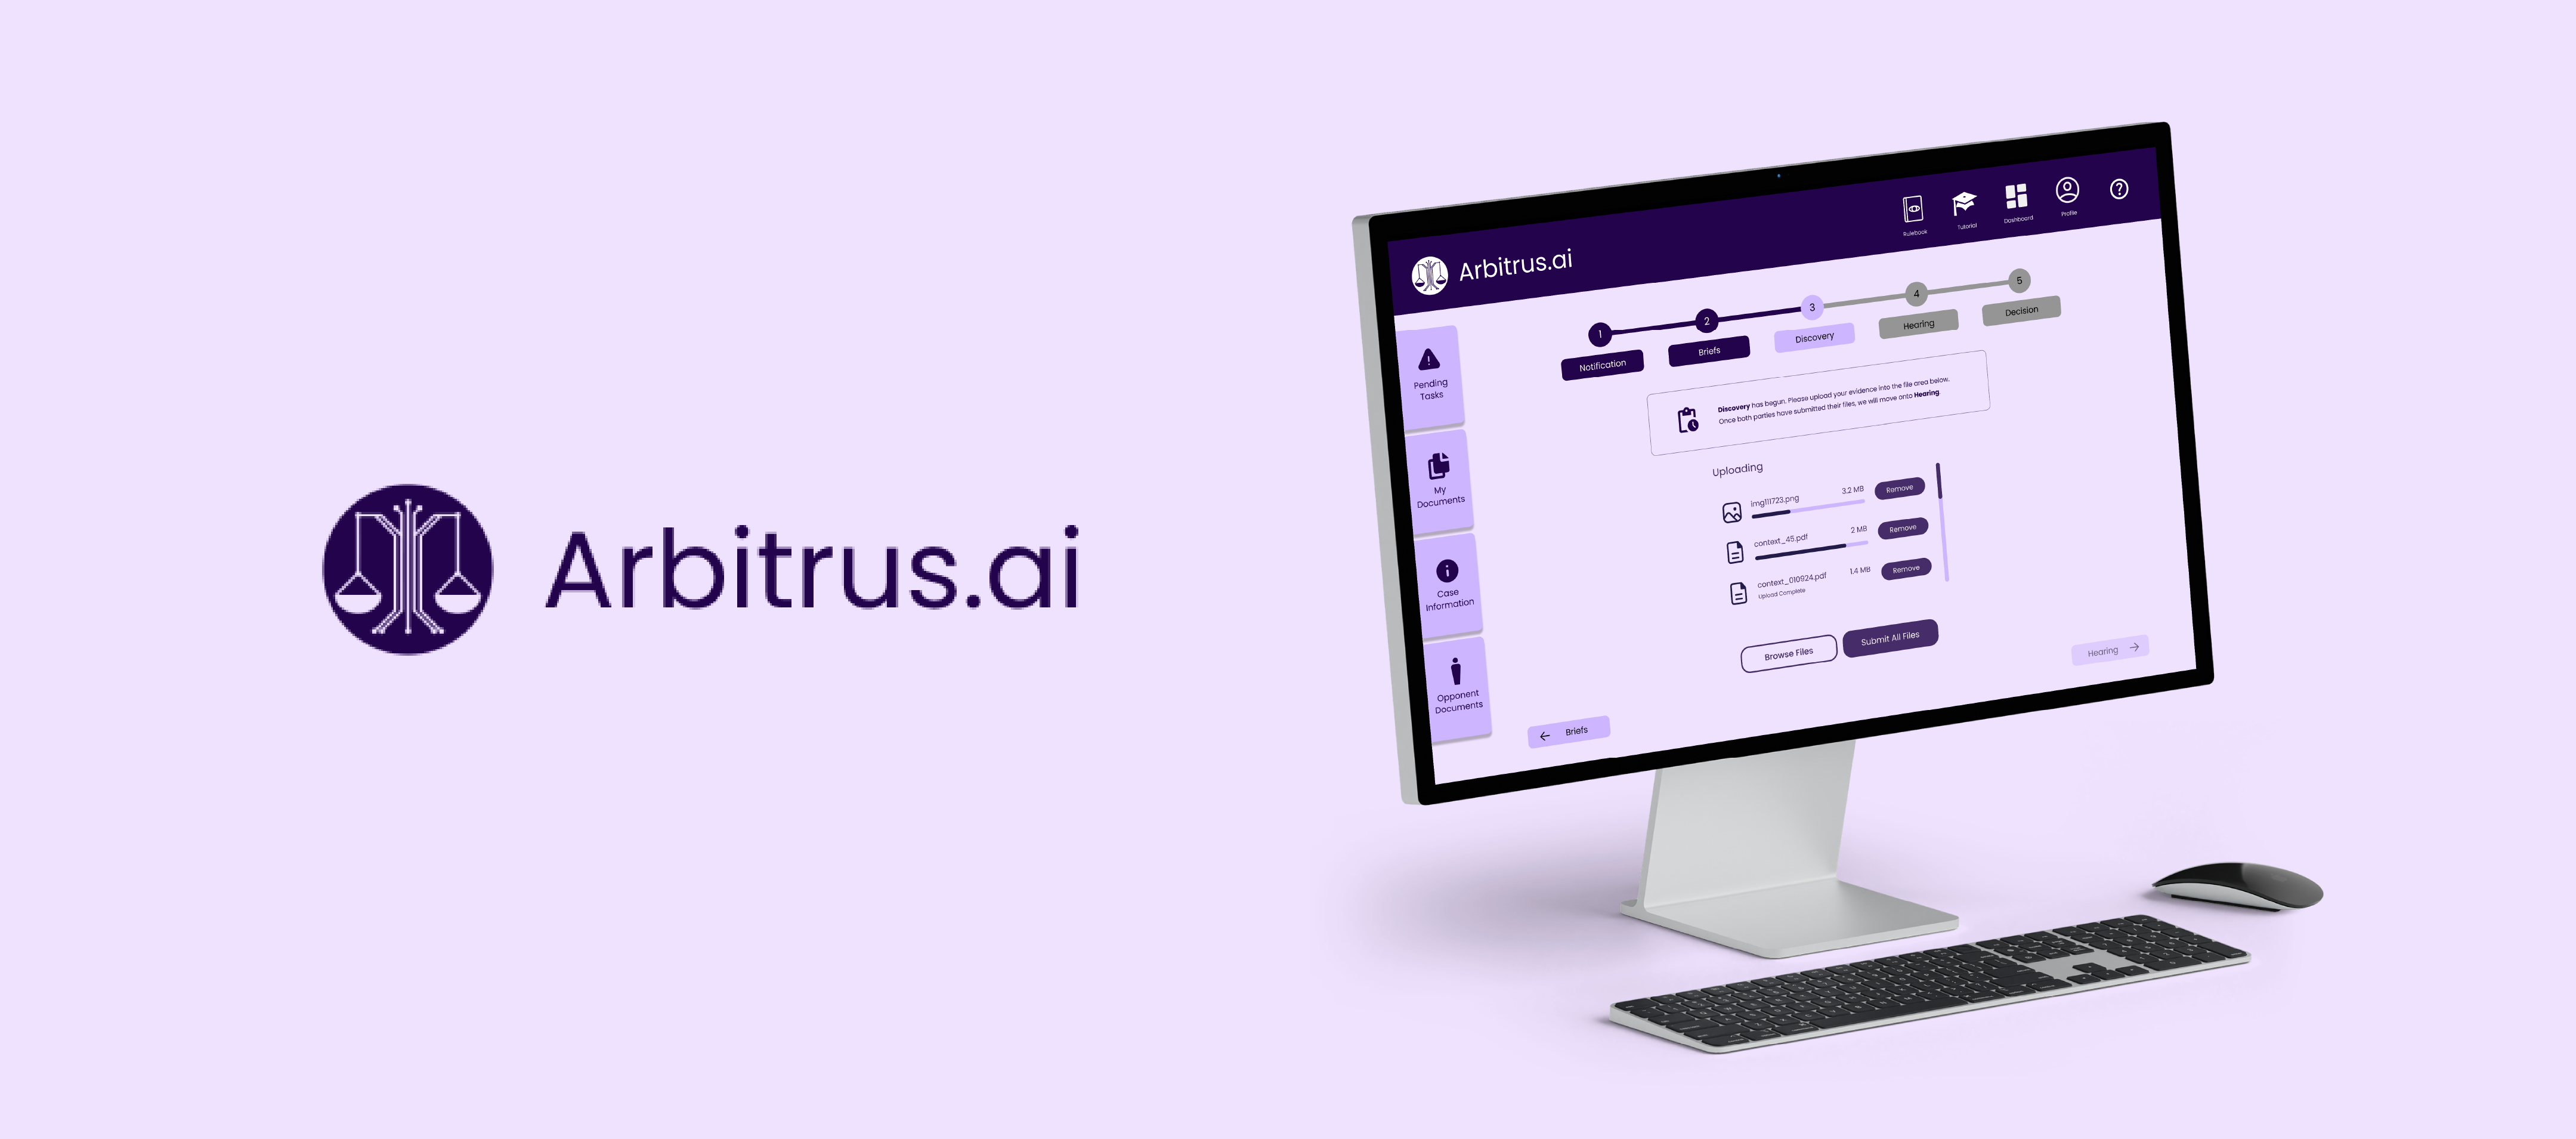 Arbitrus.ai
Arbitrus.ai
Rulebook
Tutorial
Dashboard
Profile
?
1
2
3
4
5
Notification
Briefs
Discovery
Hearing
Decision
Pending
Tasks
My
Documents
Case
Information
Opponent
Documents
Discovery has begun. Please upload your evidence into the file area below.
Once both parties have submitted their files, we will move onto Hearing
Uploading
img111723.png
3.2 MB
Remove
context_45.pdf
2 MB
Remove
context_010924.pdf
1.4 MB
Remove
Upload Complete
Browse Files
Submit All Files
← Briefs
Hearing →